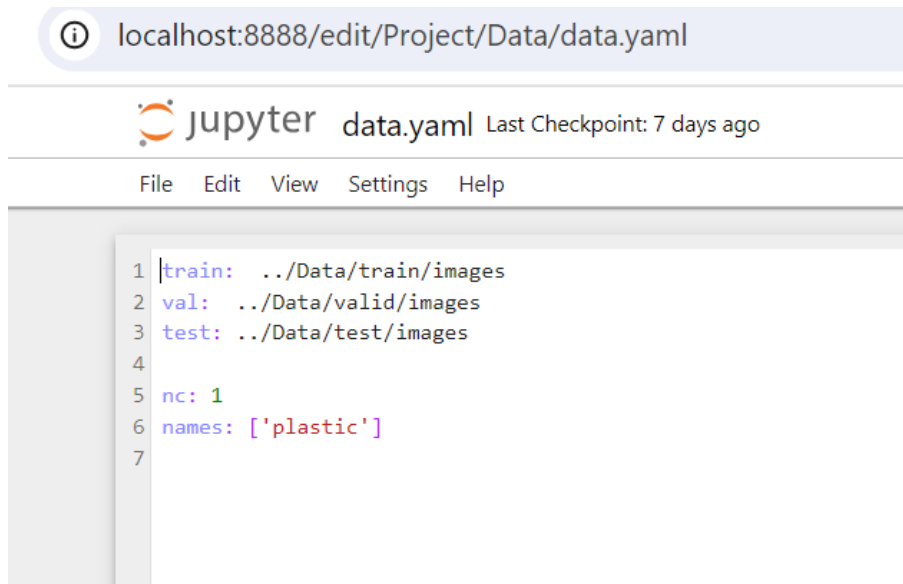 localhost:8888/edit/Project/Data/data.yaml
jupyter data.yaml Last Checkpoint: 7 days ago
File Edit View Settings Help
1 train:  ../Data/train/images
2 val:  ../Data/valid/images
3 test: ../Data/test/images
4
5 nc: 1
6 names: ['plastic']
7